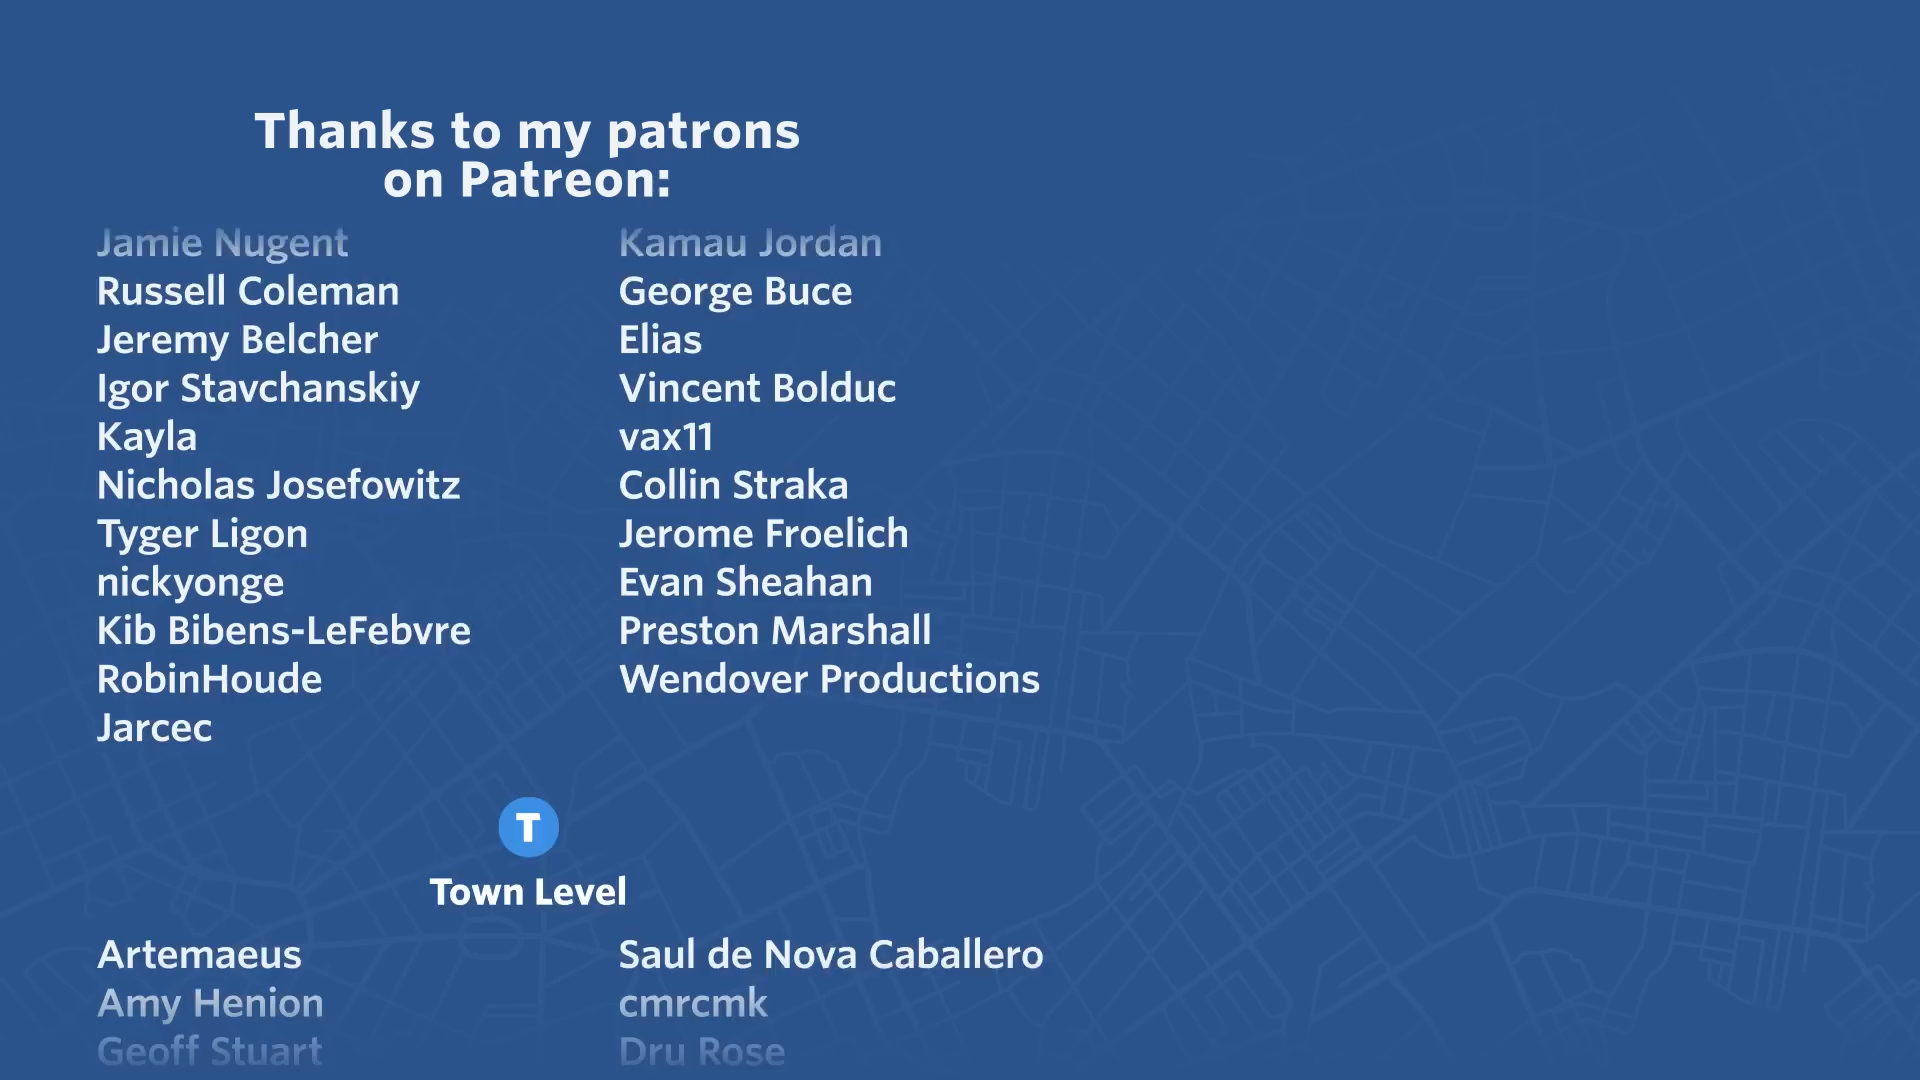 Thanks to my patrons
on Patreon:
Jamie Nugent
Russell Coleman
Jeremy Belcher
Igor Stavchanskiy
Kayla
Nicholas Josefowitz
Tyger Ligon
nickyonge
Kib Bibens-LeFebvre
RobinHoude
Jarcec
Kamau Jordan
George Buce
Elias
Vincent Bolduc
vax11
Collin Straka
Jerome Froelich
Evan Sheahan
Preston Marshall
Wendover Productions
T
Town Level
Artemaeus
Amy Henion
Geoff Stuart
Saul de Nova Caballero
cmrcmk
Dru Rose